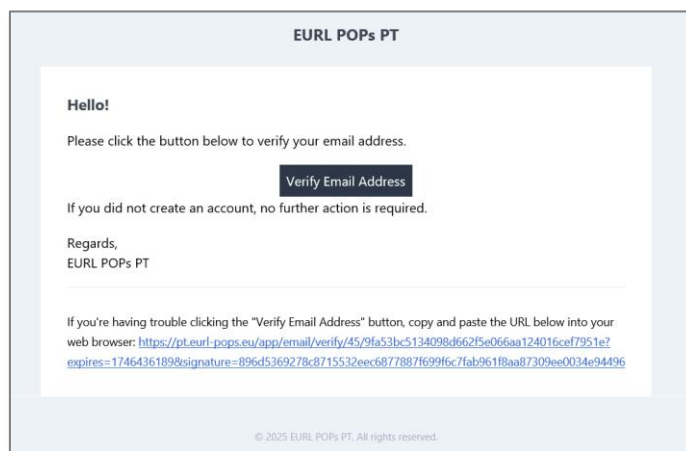 EURL POPs PT
Hello!
Please click the button below to verify your email address.
Verify Email Address
If you did not create an account, no further action is required.
Regards,
EURL POPs PT
If you're having trouble clicking the "Verify Email Address" button, copy and paste the URL below into your
web browser: https://pt.eurl-pops.eu/app/email/verify/45/9fa53bc5134098d662f5e066aa124016cef7951e?
expires=1746436189&signature=896d5369278c8715532eec6877887f699f6c7fab961f8aa87309ee0034e94496
© 2025 EURL POPs PT. All rights reserved.